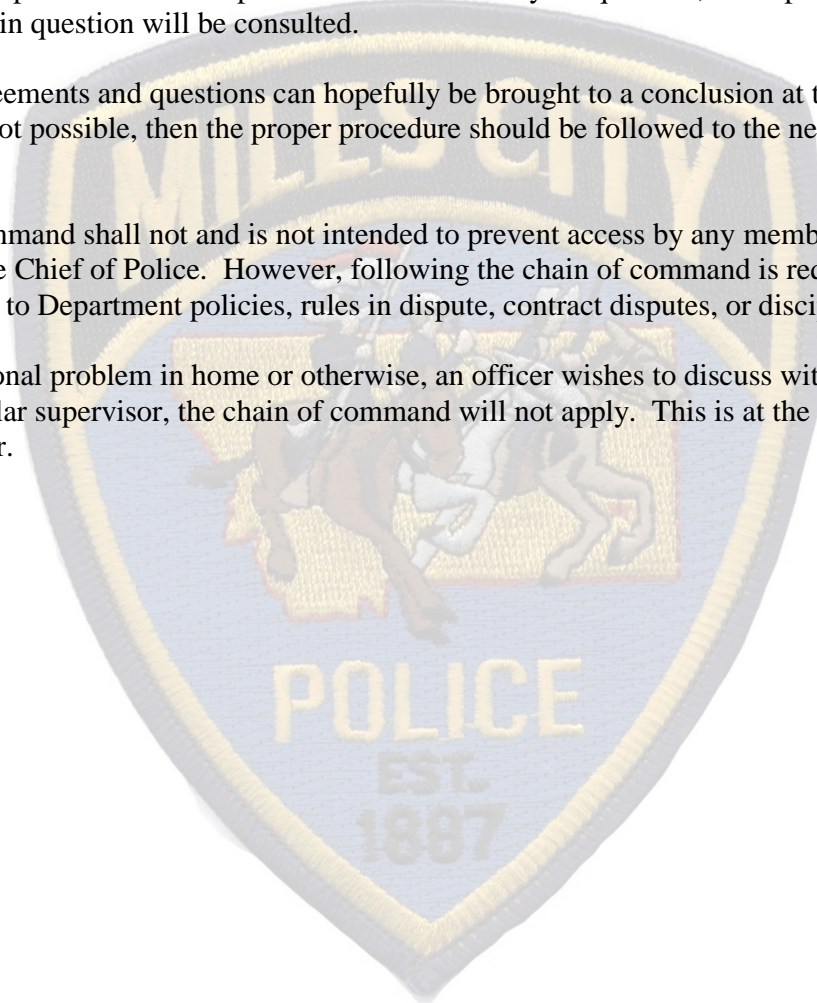 in question will be consulted.
eements and questions can hopefully be brought to a conclusion at t
ot possible, then the proper procedure should be followed to the ne
mmand shall not and is not intended to prevent access by any memb
e Chief of Police. However, following the chain of command is req
to Department policies, rules in dispute, contract disputes, or disci
onal problem in home or otherwise, an officer wishes to discuss wit
lar supervisor, the chain of command will not apply. This is at the
r.
MILES CITY
POLICE
EST.
1887